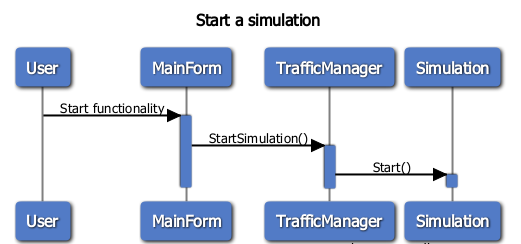 Start a simulation
User MainForm TrafficManager Simulation
Start functionality
StartSimulation()
Start()
User MainForm TrafficManager Simulation